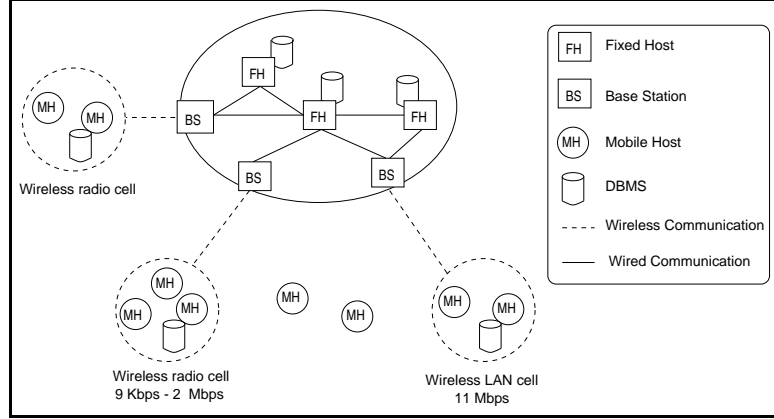 FH
Fixed Host
BS
Base Station
MH
Mobile Host
DBMS
Wireless Communication
Wired Communication
FH
FH
FH
BS
BS
BS
MH
MH
Wireless radio cell
MH
MH
MH
Wireless radio cell
9 Kbps - 2 Mbps
MH
MH
MH
MH
Wireless LAN cell
11 Mbps